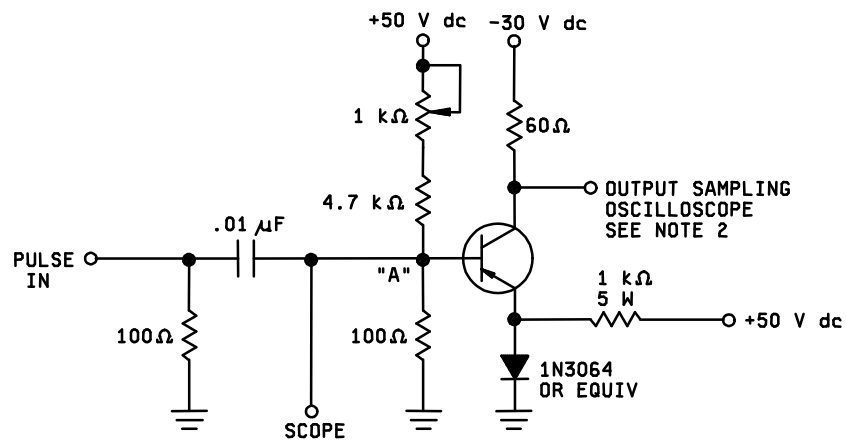 +50 V dc
-30 V dc
1 kΩ
60Ω
4.7 kΩ
OUTPUT SAMPLING
OSCILLOSCOPE
SEE NOTE 2
.01 µF
PULSE
IN
"A"
1 kΩ
5 W
+50 V dc
100Ω
100Ω
1N3064
OR EQUIV
SCOPE